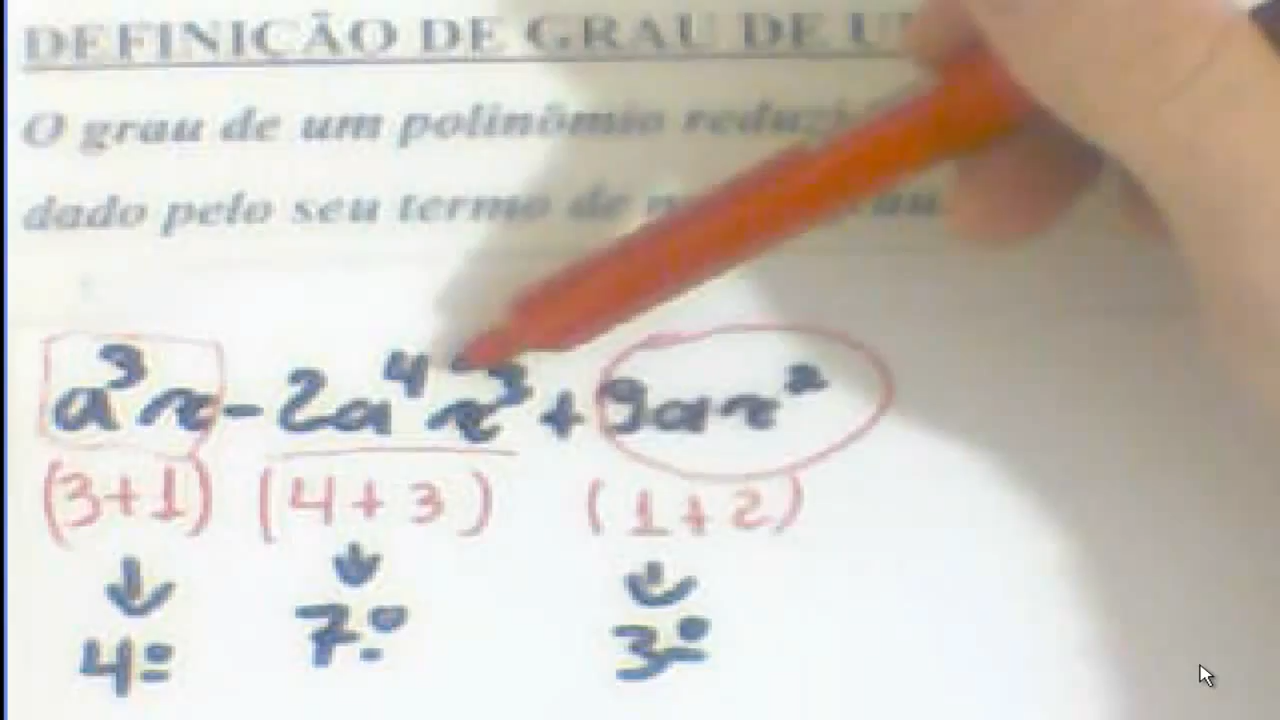 DEFINIÇÃO DE GRAU DE
O grau de um polinômio
dado pelo seu termo de
a³x - 2a⁴x³ + 9ax²
(3+1) (4+3) (1+2)
4º 7º 3º